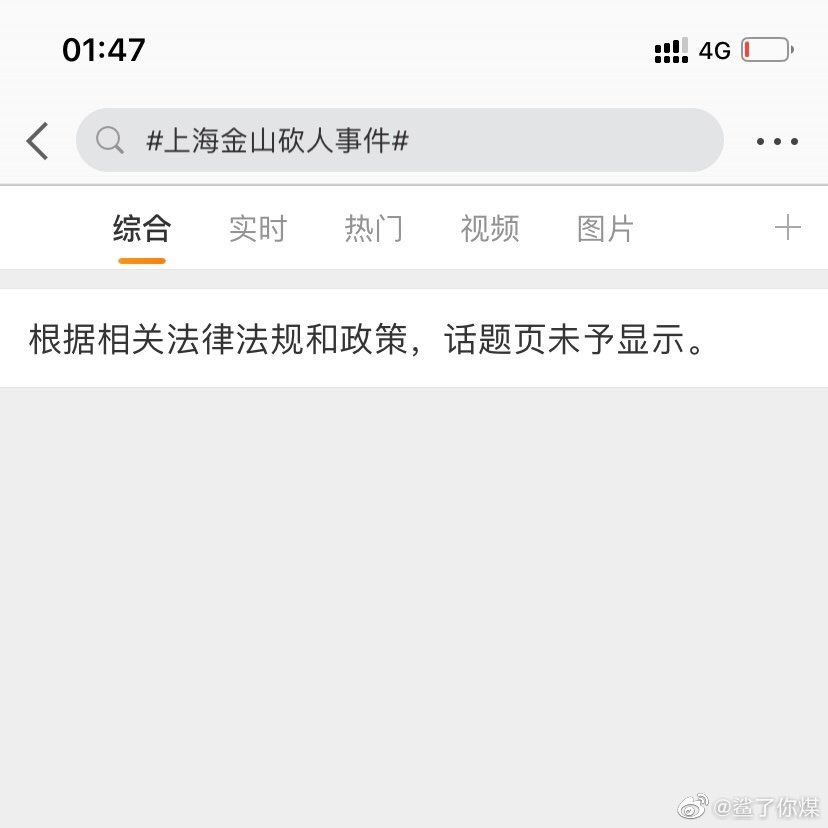 01:47
4G
#上海金山砍人事件#
综合 实时 热门 视频 图片
根据相关法律法规和政策，话题页未予显示。
@鲨了你煤